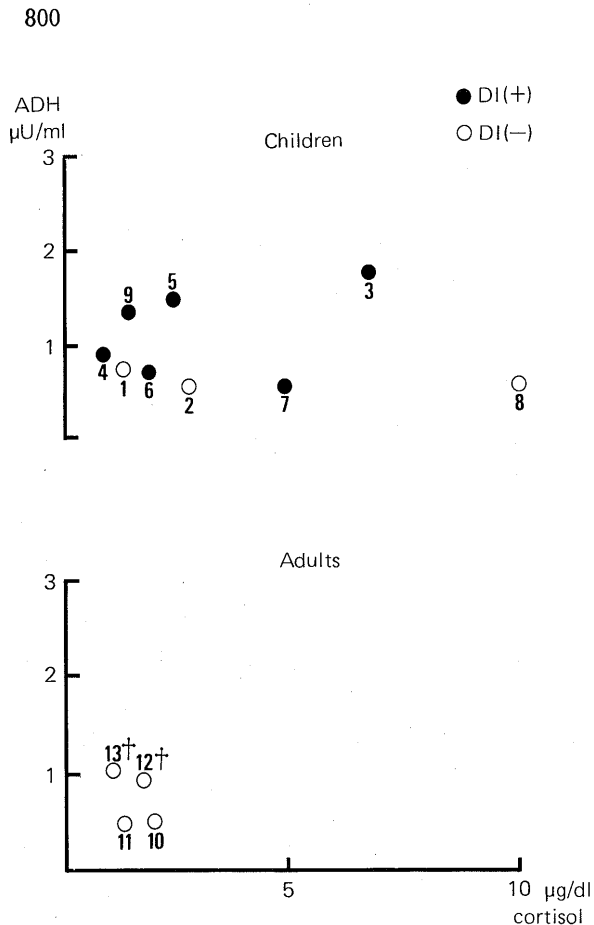 800
ADH
µU/ml
● DI(+)
○ DI(—)
Children
3
2
1
9
5
3
4
1
6
2
7
8
Adults
3
2
1
13†
12†
11
10
5
10 µg/dl
cortisol